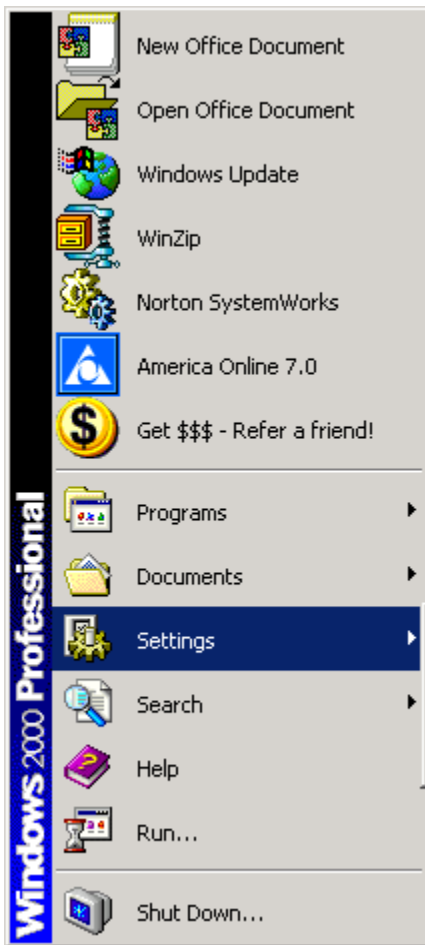 New Office Document
Open Office Document
Windows Update
WinZip
Norton SystemWorks
America Online 7.0
Get $$$ - Refer a friend!
Programs
Documents
Settings
Search
Help
Run...
Shut Down...
Windows 2000 Professional